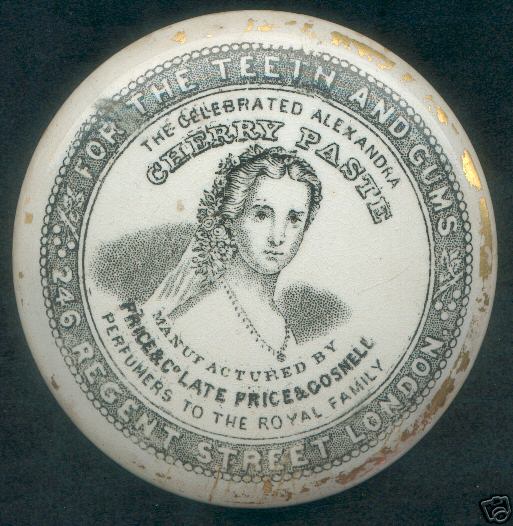 FOR THE TEETH AND GUMS
THE CELEBRATED ALEXANDRA
CHERRY PASTE
MANUFACTURED BY
PRICE & Co LATE PRICE & GOSNELL
PERFUMERS TO THE ROYAL FAMILY
246 REGENT STREET LONDON